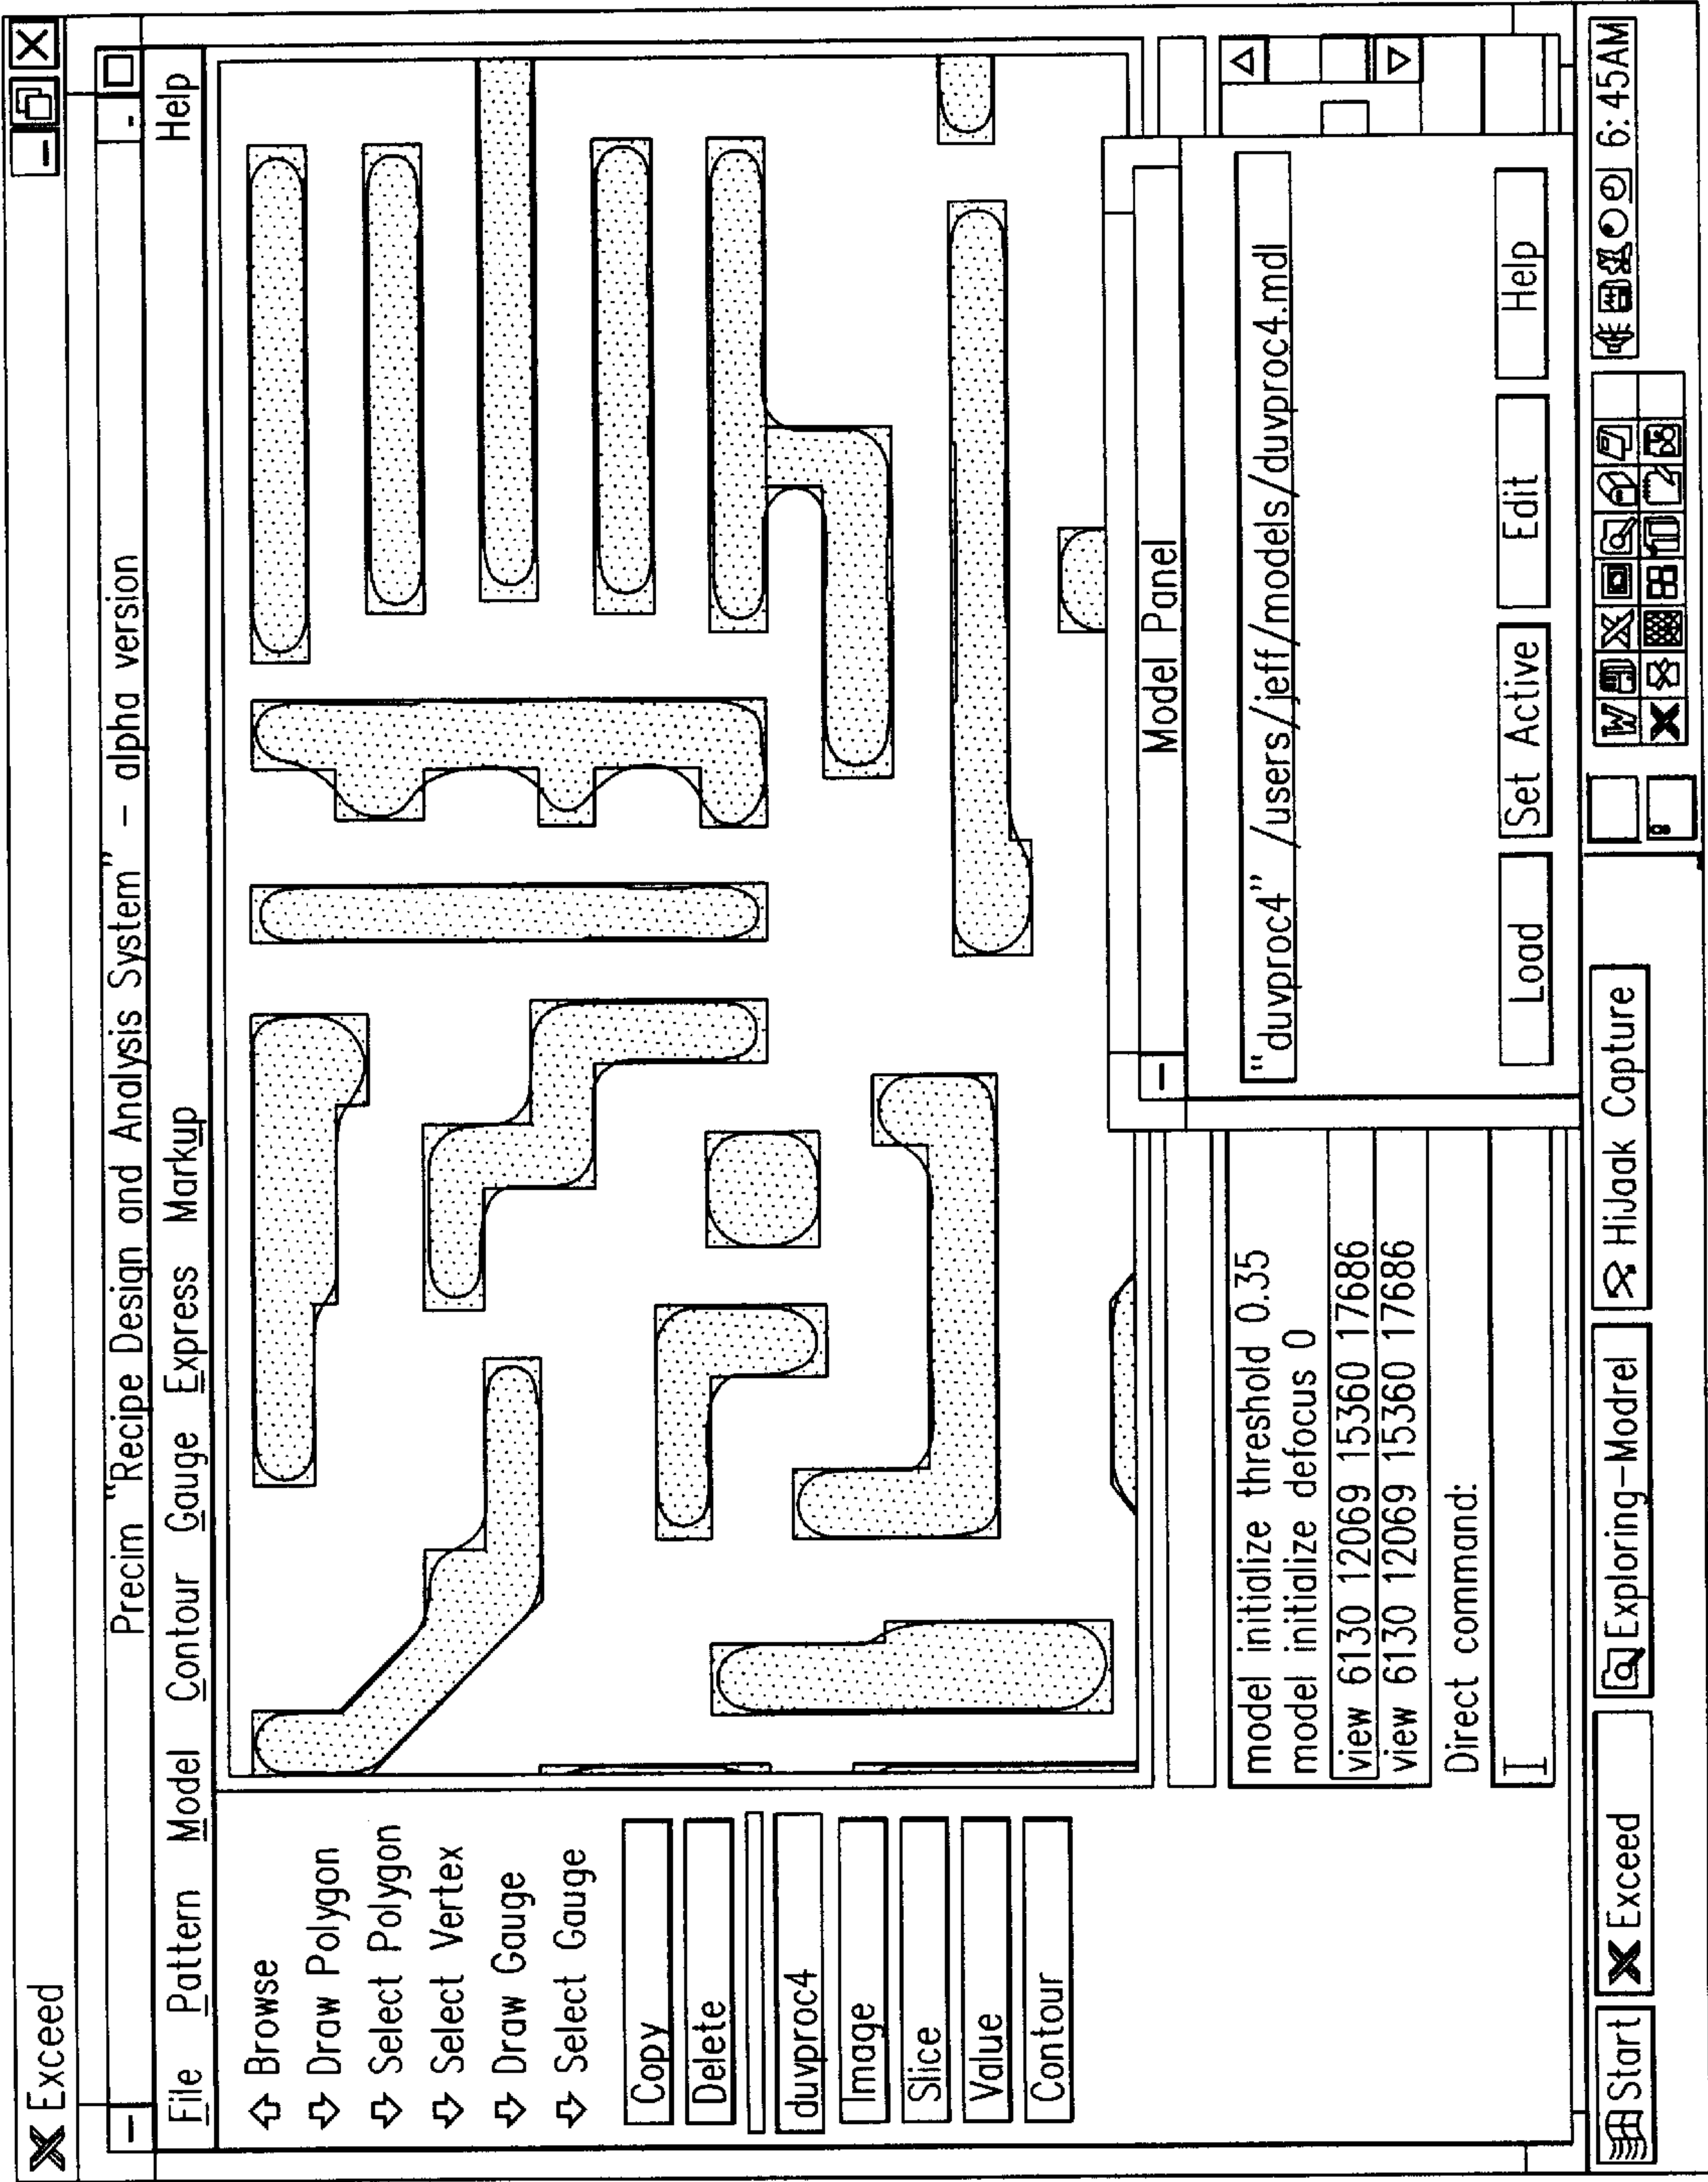 X Exceed
Precim "Recipe Design and Analysis System" – alpha version
File Pattern Model Contour Gauge Express Markup Help
Browse
Draw Polygon
Select Polygon
Select Vertex
Draw Gauge
Select Gauge
Copy
Delete
duvproc4
Image
Slice
Value
Contour
model initialize threshold 0.35
model initialize defocus 0
view 6130 12069 15360 17686
view 6130 12069 15360 17686
Direct command:
Model Panel
"duvproc4" /users/jeff/models/duvproc4.mdl
Load Set Active Edit Help
Start X Exceed Exploring–Modrel HiJaak Capture 6:45AM